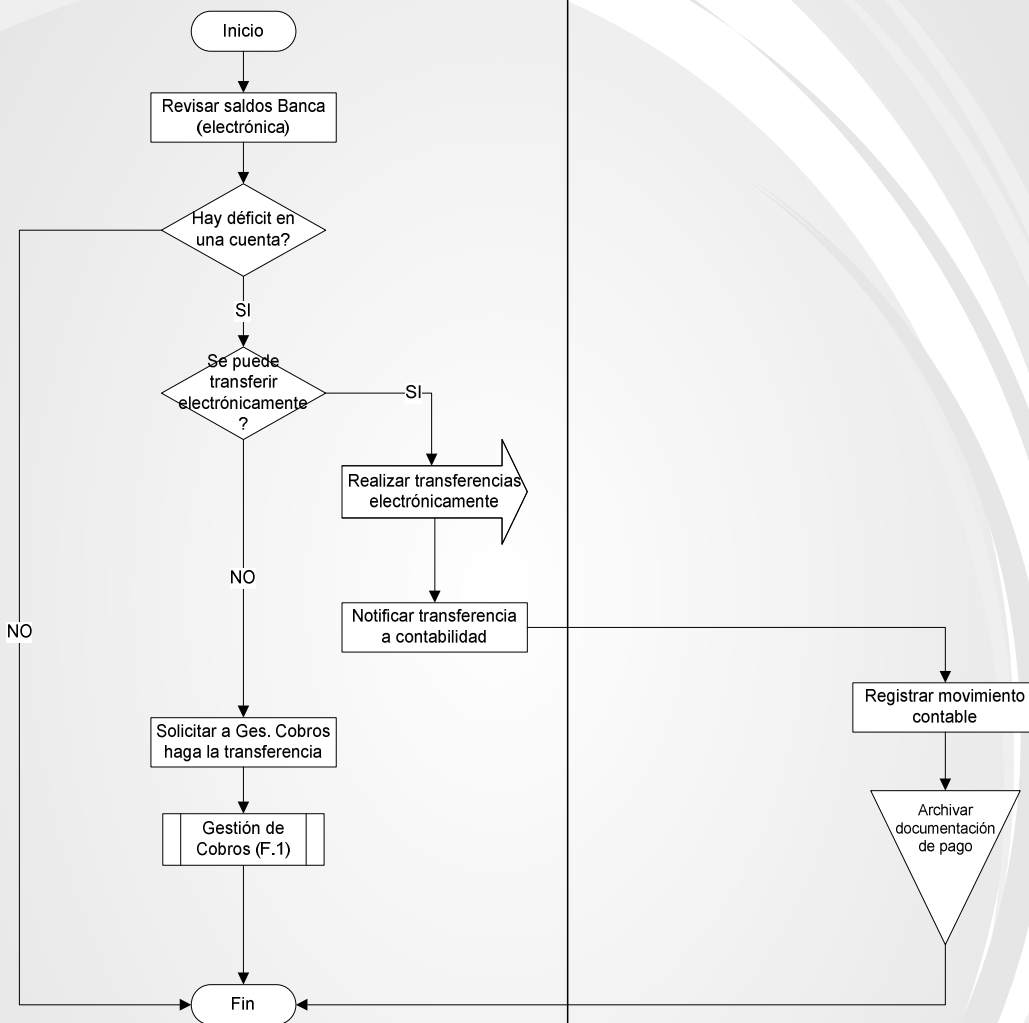 Inicio
Revisar saldos Banca
(electrónica)
Hay déficit en
una cuenta?
SI
Se puede
transferir
electrónicamente
?
SI
Realizar transferencias
electrónicamente
NO
Notificar transferencia
a contabilidad
NO
Registrar movimiento
contable
Solicitar a Ges. Cobros
haga la transferencia
Archivar
documentación
de pago
Gestión de
Cobros (F.1)
Fin